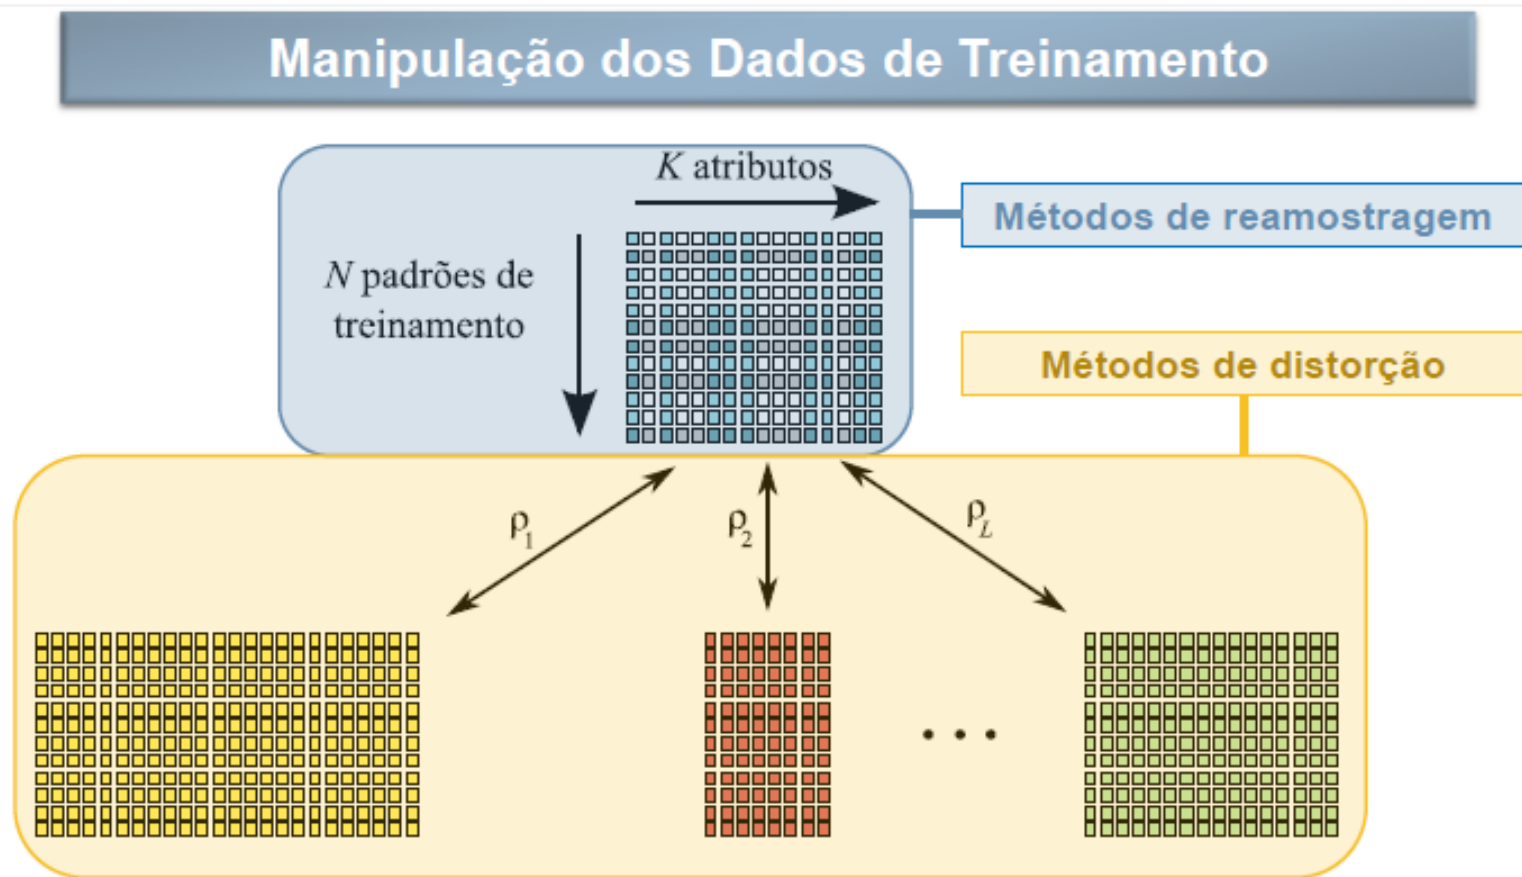 Manipulação dos Dados de Treinamento
K atributos
Métodos de reamostragem
N padrões de
treinamento
Métodos de distorção
ρ1
ρ2
ρL
. . .